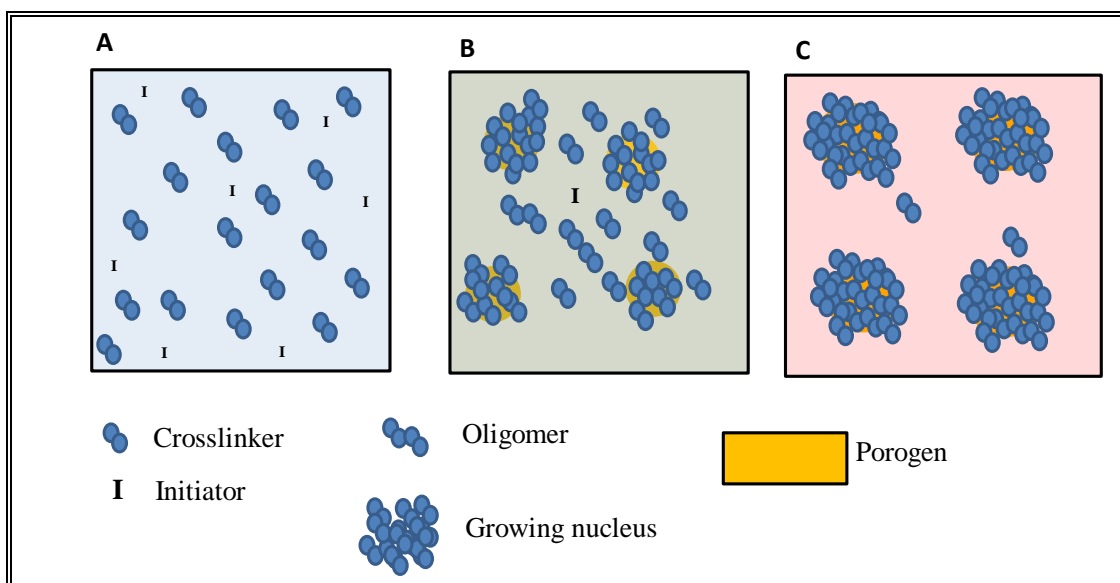 A
B
C
I
I
I
I
I
I
I
I
Crosslinker
Oligomer
Porogen
I Initiator
Growing nucleus